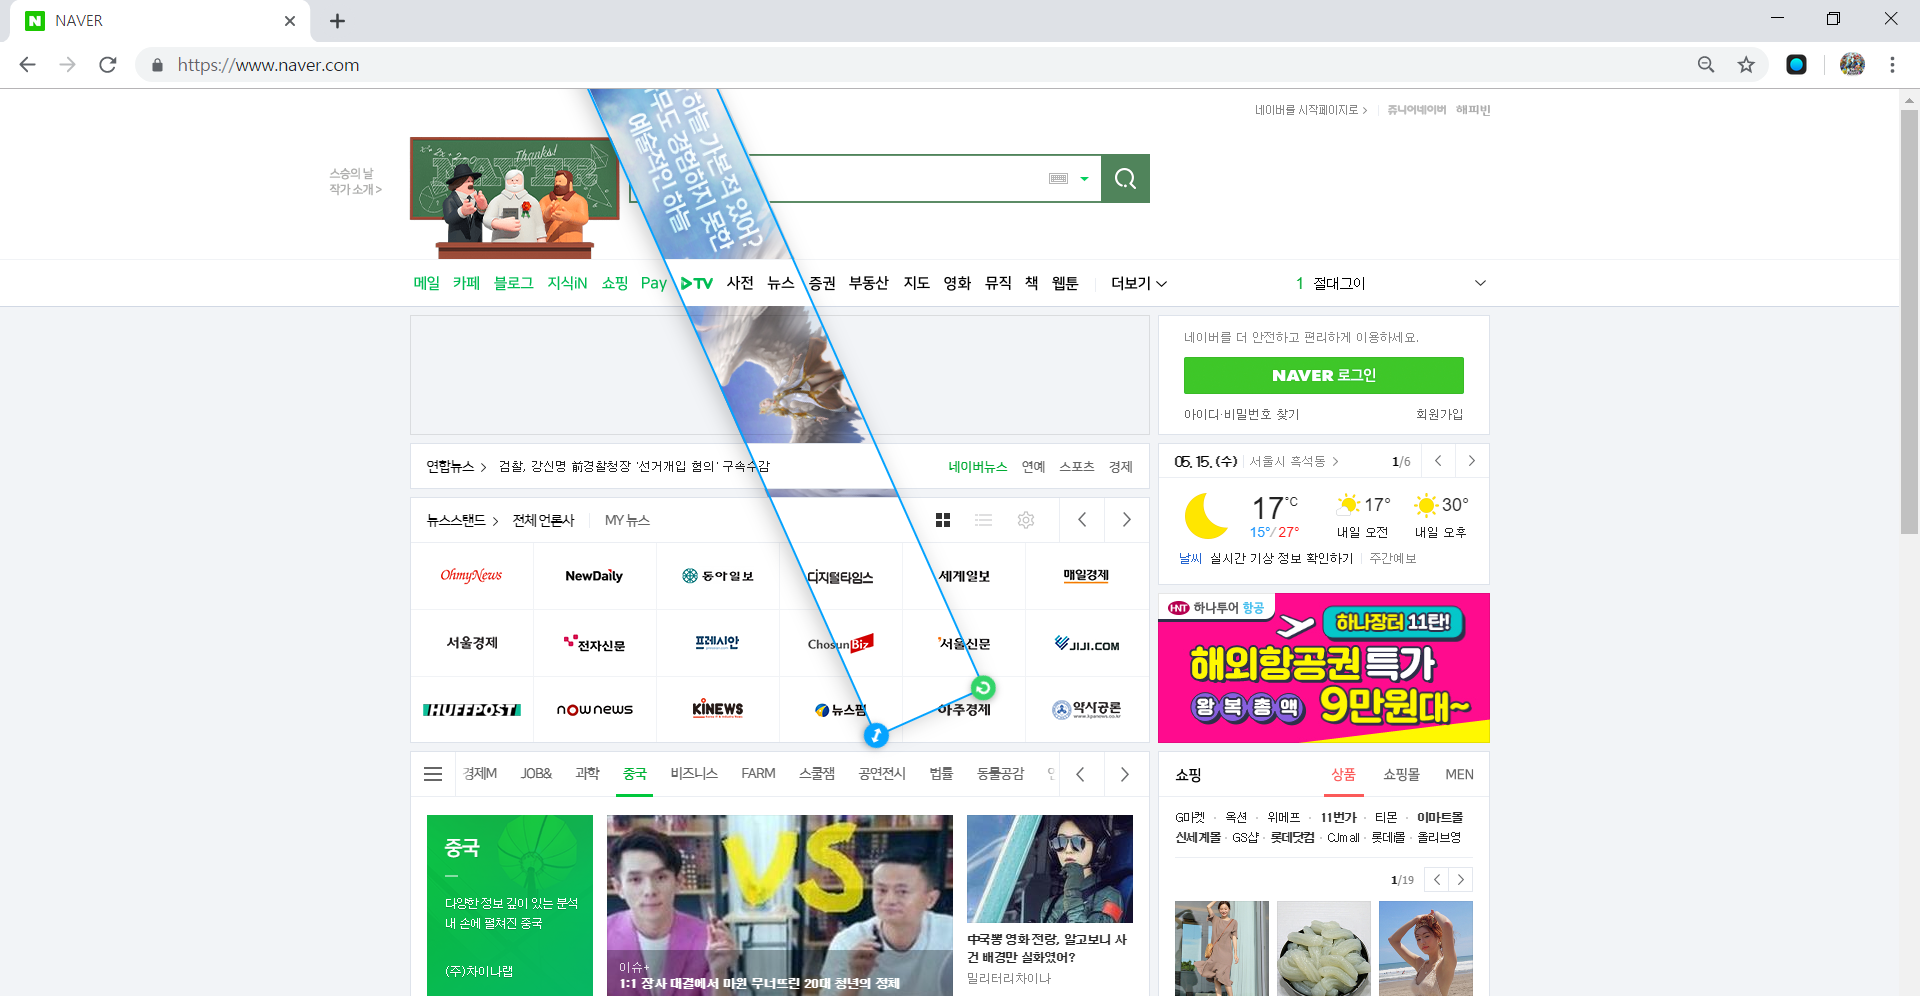 NAVER
https://www.naver.com
네이버를 시작페이지로 >
쥬니어네이버 해피빈
스승의 날
작가 소개 >
Thanks!
NAVER
하늘 가본 적 있어?
무도 경험하지 못한
예술적인 하늘
메일 카페 블로그 지식iN 쇼핑 Pay TV 사전 뉴스 증권 부동산 지도 영화 뮤직 책 웹툰 더보기
1 절대그이
네이버를 더 안전하고 편리하게 이용하세요.
NAVER 로그인
아이디·비밀번호 찾기 회원가입
연합뉴스 > 검찰, 강신명 前경찰청장 '선거개입 혐의' 구속수감
네이버뉴스 연예 스포츠 경제
05. 15. (수) 서울시 흑석동 > 1/6
17°C 17° 30°
15°/27° 내일 오전 내일 오후
날씨 실시간 기상 정보 확인하기 주간예보
뉴스스탠드 > 전체 언론사 MY 뉴스
OhmyNews NewDaily 동아일보 디지털타임스 세계일보 매일경제
서울경제 전자신문 프레시안 ChosunBiz 서울신문 JIJI.COM
HUFFPOST nownews KINEWS 뉴스핌 아주경제 약사공론
HNT 하나투어 항공
하나장터 11탄!
해외항공권 특가
왕복총액 9만원대~
경제M JOB& 과학 중국 비즈니스 FARM 스쿨잼 공연전시 법률 동물공감
중국
다양한 정보 깊이 있는 분석
내 손에 펼쳐진 중국
(주)차이나랩
VS
이슈+
1:1 장사 대결에서 마윈 무너뜨린 20대 청년의 정체
中국뽕 영화 전랑, 알고보니 사
건 배경만 실화였어?
밀리터리차이나
쇼핑 상품 쇼핑몰 MEN
G마켓 · 옥션 · 위메프 · 11번가 · 티몬 · 이마트몰
신세계몰 · GS샵 · 롯데닷컴 · CJmall · 롯데i몰 · 올리브영
1/19